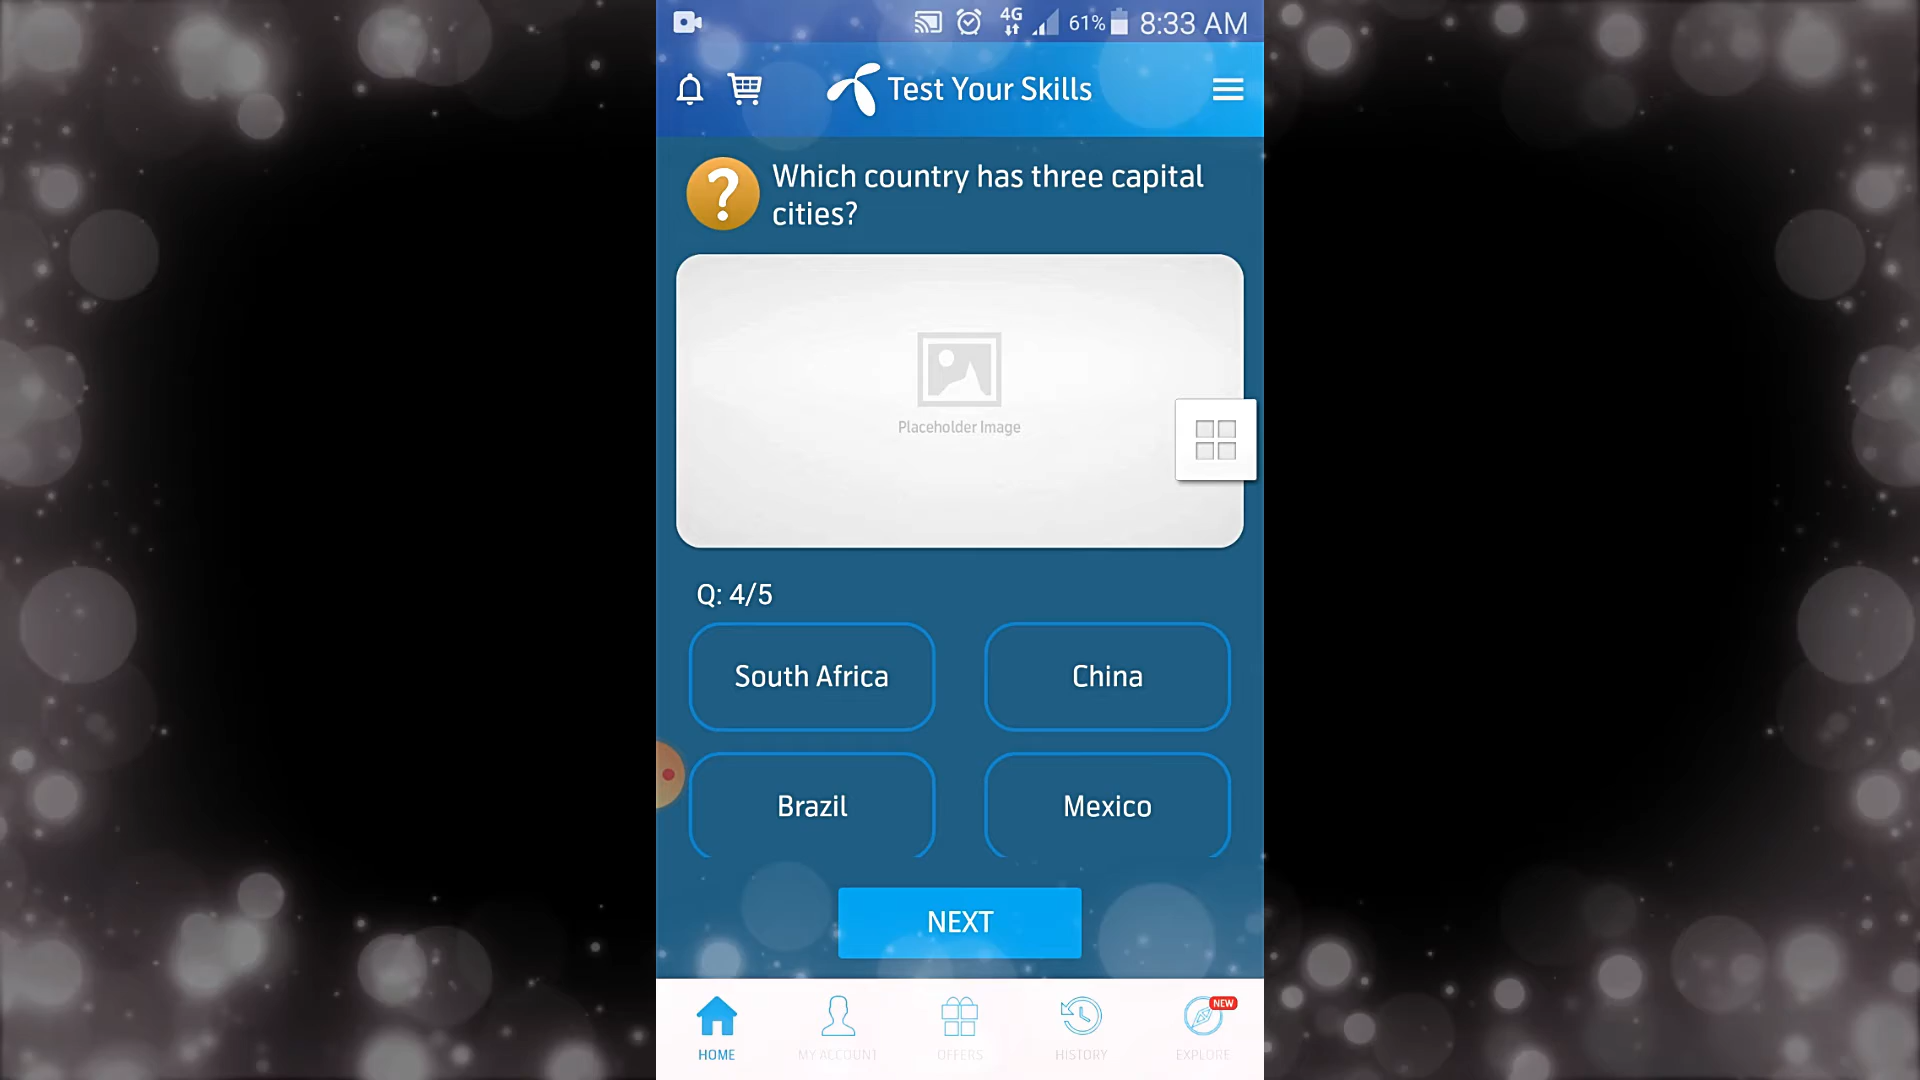 4G 61% 8:33 AM
Test Your Skills
Which country has three capital
cities?
Placeholder Image
Q: 4/5
South Africa China
Brazil Mexico
NEXT
NEW
HOME MY ACCOUNT OFFERS HISTORY EXPLORE